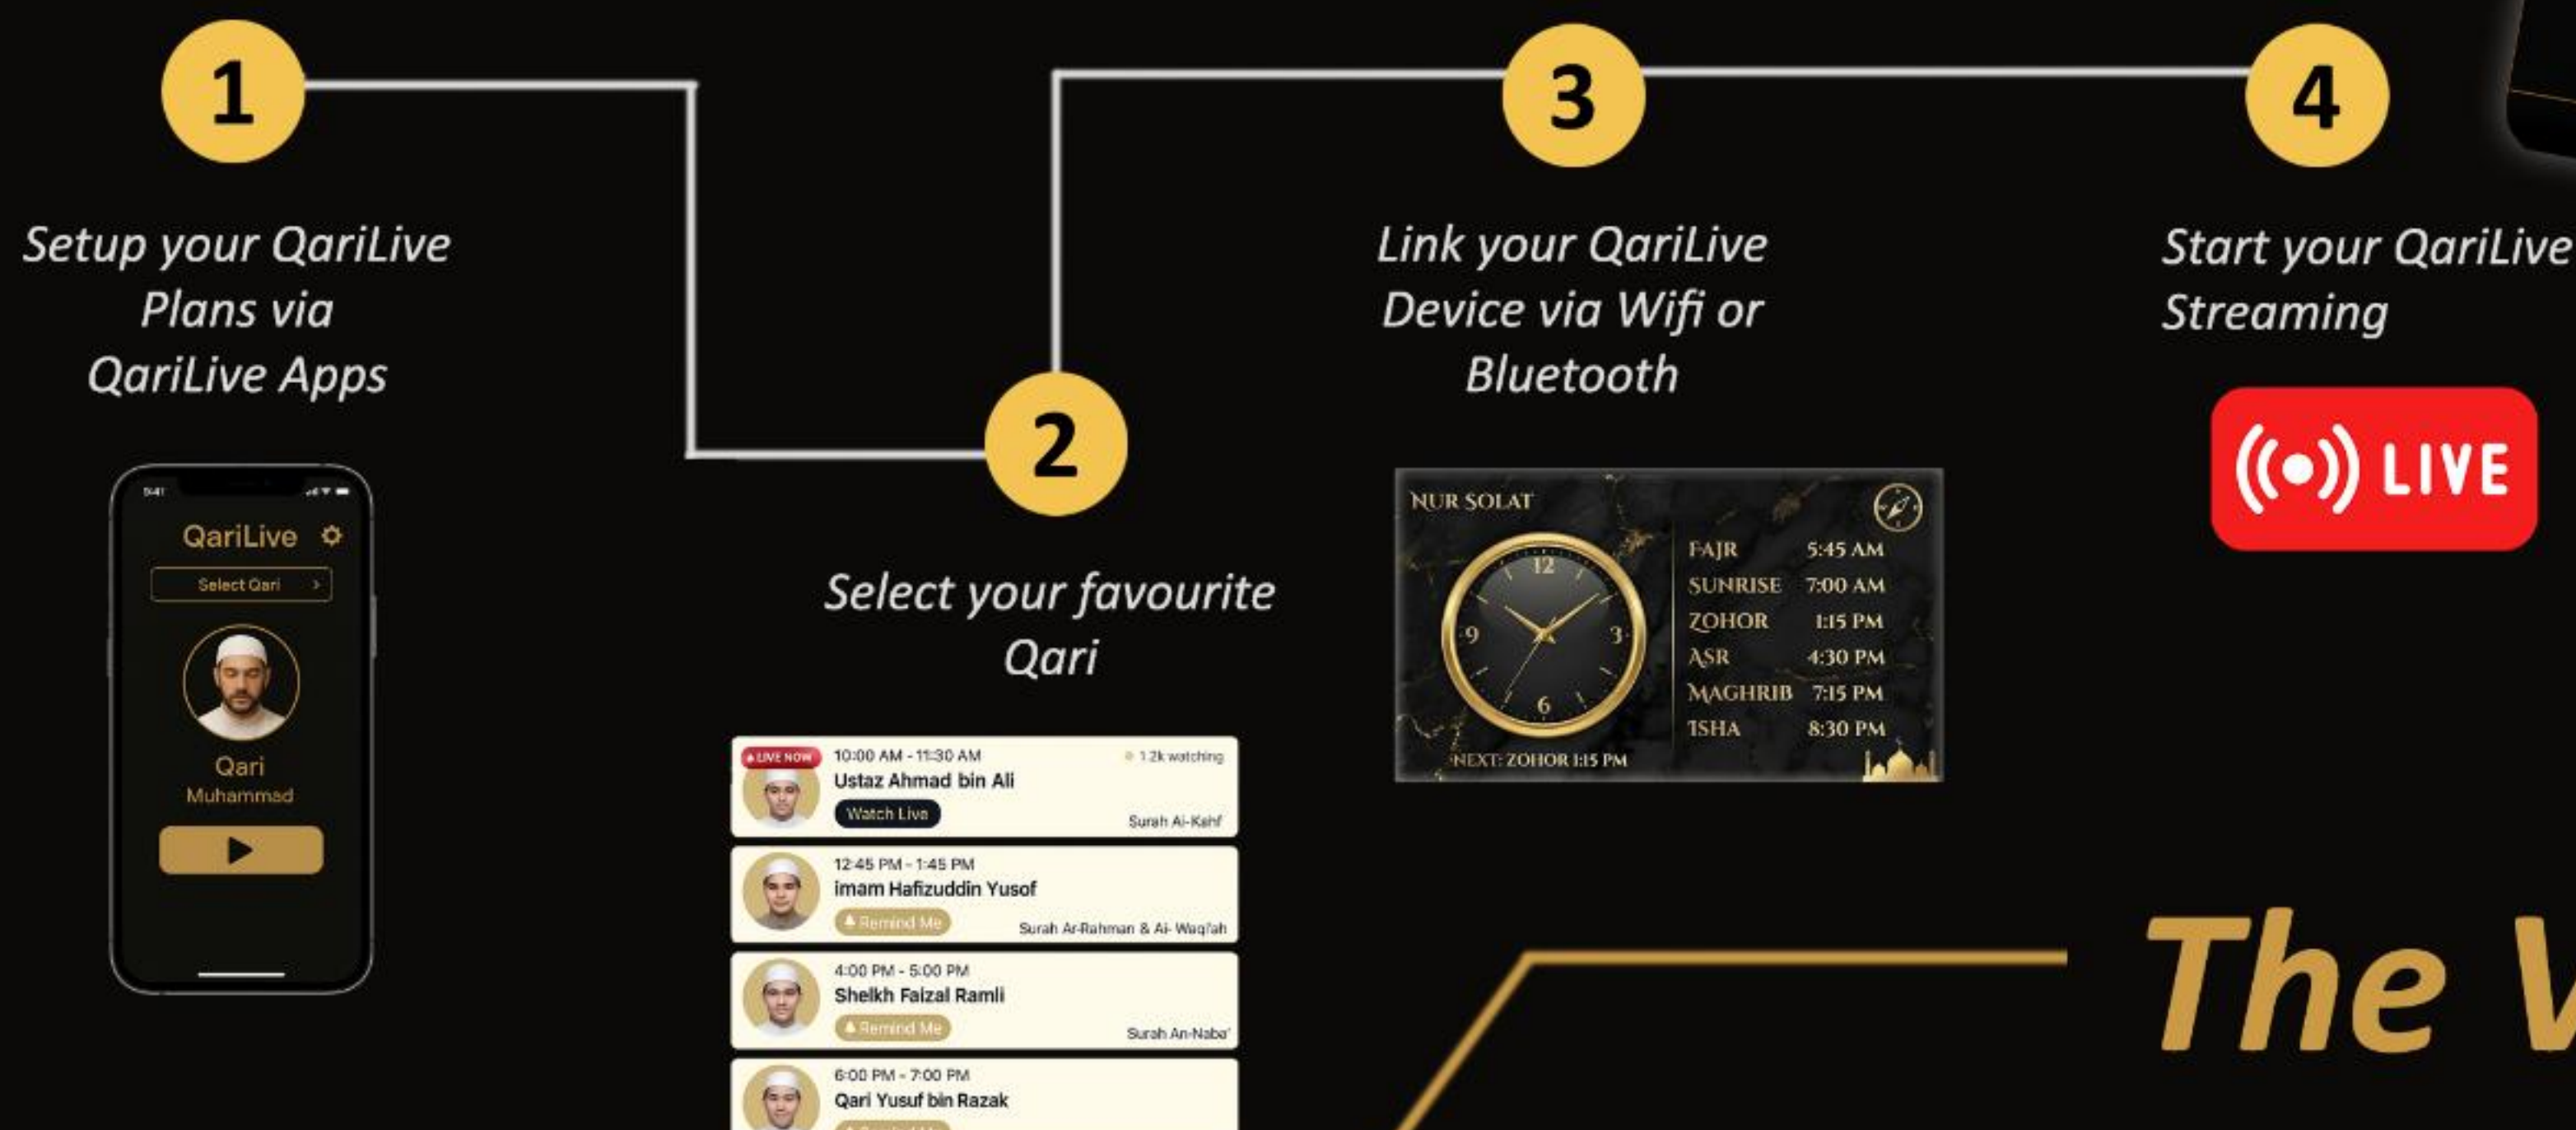 1
Setup your QariLive
Plans via
QariLive Apps
9:41
QariLive
Select Qari
Qari
Muhammad
2
Select your favourite
Qari
LIVE NOW
10:00 AM - 11:30 AM
1.2k watching
Ustaz Ahmad bin Ali
Watch Live
Surah Ai-Kahf
12:45 PM - 1:45 PM
imam Hafizuddin Yusof
Remind Me
Surah Ar-Rahman & Ai- Waqi'ah
4:00 PM - 5:00 PM
Shelkh Faizal Ramli
Remind Me
Surah An-Naba'
6:00 PM - 7:00 PM
Qari Yusuf bin Razak
3
Link your QariLive
Device via Wifi or
Bluetooth
NUR SOLAT
12
3
6
9
FAJR 5:45 AM
SUNRISE 7:00 AM
ZOHOR 1:15 PM
ASR 4:30 PM
MAGHRIB 7:15 PM
ISHA 8:30 PM
NEXT: ZOHOR 1:15 PM
4
Start your QariLive
Streaming
LIVE
The